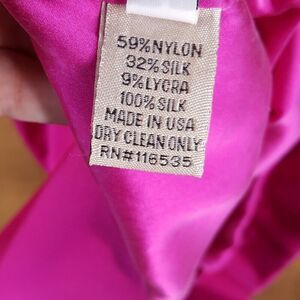 59%NYLON
32%SILK
9%LYCRA
100%SILK
MADE IN USA
DRY CLEAN ONLY
RN#116535